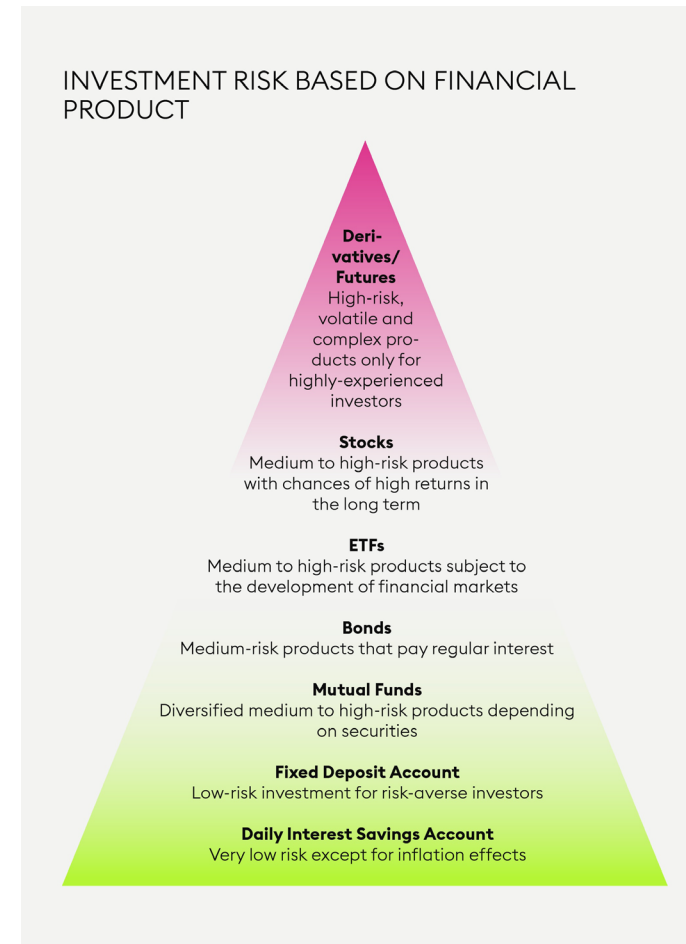 INVESTMENT RISK BASED ON FINANCIAL
PRODUCT
Deri-
vatives/
Futures
High-risk,
volatile and
complex pro-
ducts only for
highly-experienced
investors
Stocks
Medium to high-risk products
with chances of high returns in
the long term
ETFs
Medium to high-risk products subject to
the development of financial markets
Bonds
Medium-risk products that pay regular interest
Mutual Funds
Diversified medium to high-risk products depending
on securities
Fixed Deposit Account
Low-risk investment for risk-averse investors
Daily Interest Savings Account
Very low risk except for inflation effects